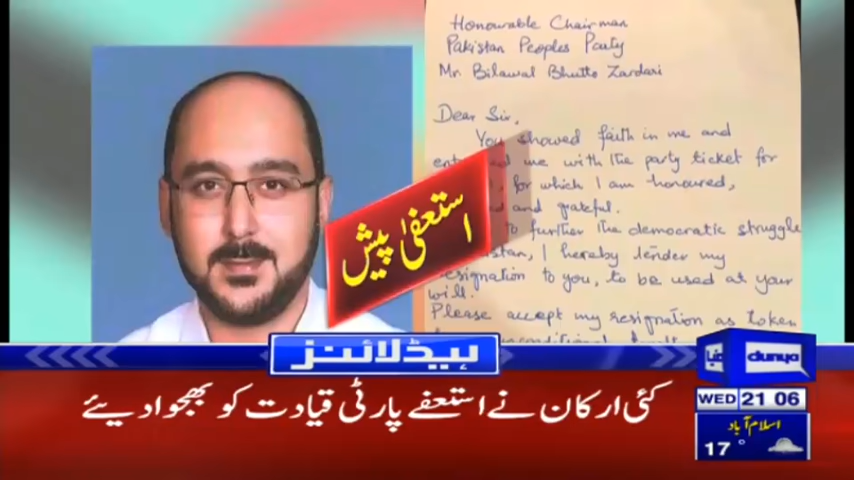 Honourable Chairman
Pakistan Peoples Party
Mr. Bilawal Bhutto Zardari
Dear Sir,
You showed faith in me and
me with the party ticket for
for which I am honoured,
and grateful.
to further the democratic struggle
I hereby tender my
resignation to you, to be used at your
will.
Please accept my resignation as token
استعفیٰ پیش
ہیڈلائنز
دنیا dunya
کئی ارکان نے استعفے پارٹی قیادت کو بھجوا دیئے
WED 21 06
اسلام آباد
17°